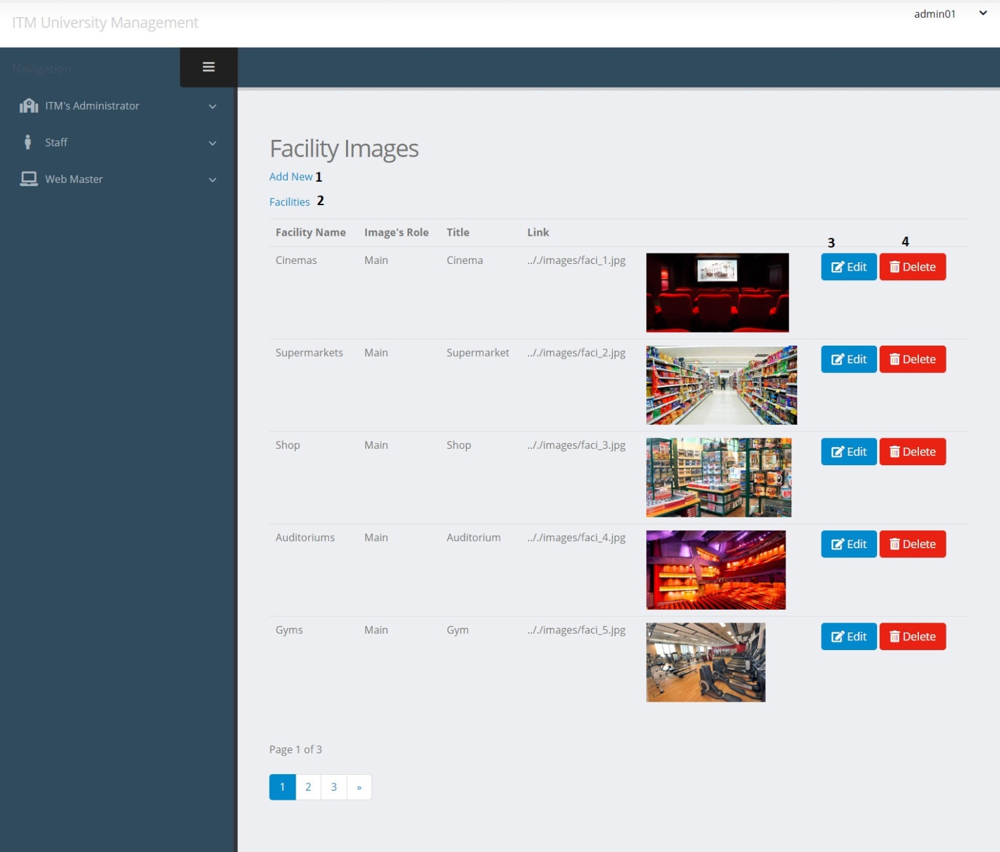 ITM University Management
admin01
Navigation
ITM's Administrator
Staff
Web Master
Facility Images
Add New 1
Facilities 2
Facility Name Image's Role Title Link
3 4
Cinemas Main Cinema .././images/faci_1.jpg Edit Delete
Supermarkets Main Supermarket .././images/faci_2.jpg Edit Delete
Shop Main Shop .././images/faci_3.jpg Edit Delete
Auditoriums Main Auditorium .././images/faci_4.jpg Edit Delete
Gyms Main Gym .././images/faci_5.jpg Edit Delete
Page 1 of 3
1 2 3 »